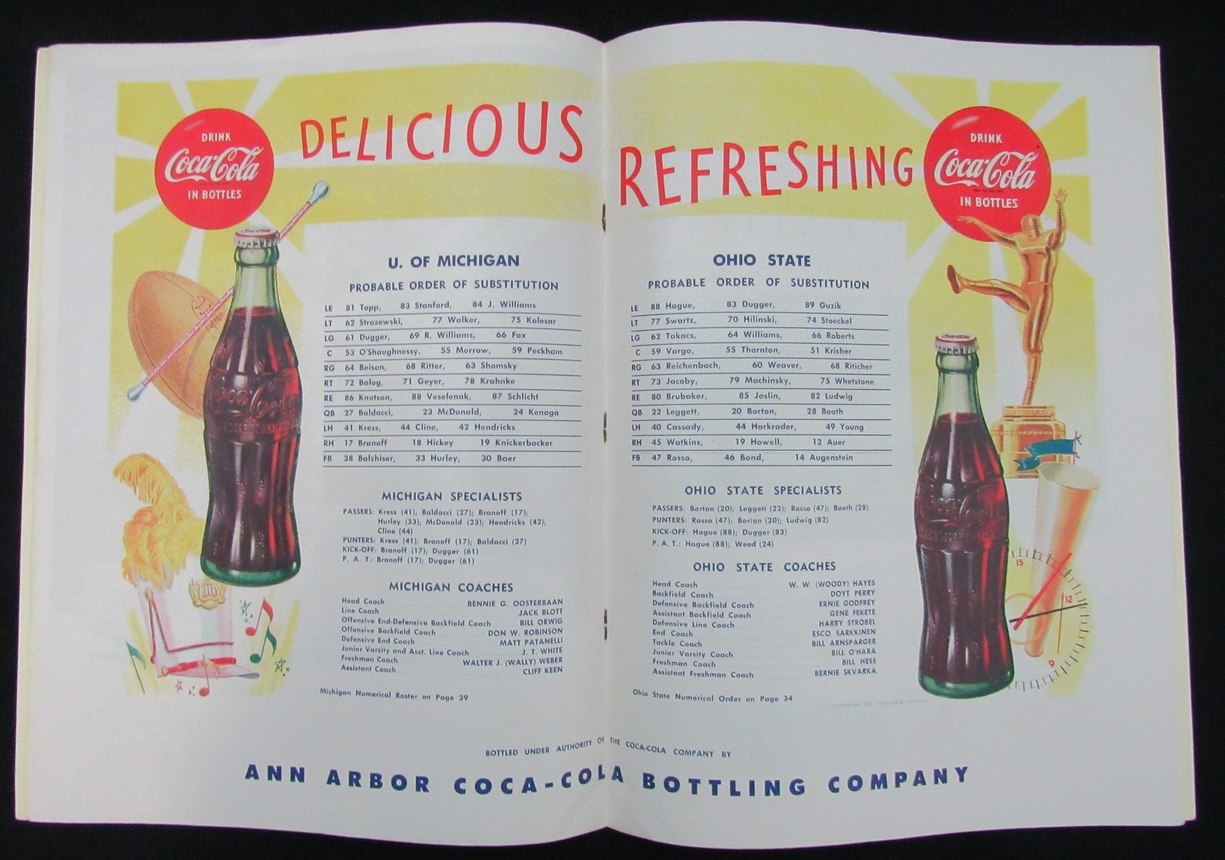 DELICIOUS
REFRESHING
DRINK
Coca-Cola
IN BOTTLES
U. OF MICHIGAN
PROBABLE ORDER OF SUBSTITUTION
LE 81 Topp, 83 Stanford, 84 J. Williams
LT 62 Strozewski, 77 Walker, 75 Kolesar
LG 61 Dugger, 69 R. Williams, 66 Fox
C 53 O'Shaughnessy, 55 Morrow, 59 Peckham
RG 64 Beison, 68 Ritter, 63 Shomsky
RT 72 Balog, 71 Geyer, 78 Krahnke
RE 86 Knutson, 88 Veselenak, 87 Schlicht
QB 27 Baldacci, 23 McDonald, 24 Kenaga
LH 41 Kress, 44 Cline, 42 Hendricks
RH 17 Branoff 18 Hickey 19 Knickerbocker
FB 38 Balzhiser, 33 Hurley, 30 Baer
MICHIGAN SPECIALISTS
PASSERS: Kress (41); Baldacci (27); Branoff (17);
Hurley (33); McDonald (23); Hendricks (42);
Cline (44)
PUNTERS: Kress (41); Branoff (17); Baldacci (27)
KICK-OFF: Branoff (17); Dugger (61)
P. A. T.: Branoff (17); Dugger (61)
MICHIGAN COACHES
Head Coach BENNIE G. OOSTERBAAN
Line Coach JACK BLOTT
Offensive End-Defensive Backfield Coach BILL ORWIG
Offensive Backfield Coach DON W. ROBINSON
Defensive End Coach MATT PATANELLI
Junior Varsity and Asst. Line Coach J. T. WHITE
Freshman Coach WALTER J. (WALLY) WEBER
Assistant Coach CLIFF KEEN
Michigan Numerical Roster on Page 39
DRINK
Coca-Cola
IN BOTTLES
OHIO STATE
PROBABLE ORDER OF SUBSTITUTION
LE 88 Hague, 83 Dugger, 89 Guzik
LT 77 Swartz, 70 Hilinski, 74 Stoeckel
LG 62 Takacs, 64 Williams, 66 Roberts
C 59 Vargo, 55 Thornton, 51 Krisher
RG 63 Reichenbach, 60 Weaver, 68 Riticher
RT 73 Jacoby, 79 Machinsky, 75 Whetstone
RE 80 Brubaker, 85 Joslin, 82 Ludwig
QB 22 Leggett, 20 Borton, 28 Booth
LH 40 Cassady, 44 Harkrader, 49 Young
RH 45 Watkins, 19 Howell, 12 Auer
FB 47 Rosso, 46 Bond, 14 Augenstein
OHIO STATE SPECIALISTS
PASSERS: Borton (20); Leggett (22); Rosso (47); Booth (28)
PUNTERS: Rosso (47); Borton (20); Ludwig (82)
KICK-OFF: Hague (88); Dugger (83)
P. A. T.: Hague (88); Weed (24)
OHIO STATE COACHES
Head Coach W. W. (WOODY) HAYES
Backfield Coach DOYT PERRY
Defensive Backfield Coach ERNIE GODFREY
Assistant Backfield Coach GENE FEKETE
Defensive Line Coach HARRY STROBEL
End Coach ESCO SARKKINEN
Tackle Coach BILL ARNSPARGER
Junior Varsity Coach BILL O'HARA
Freshman Coach BILL HESS
Assistant Freshman Coach BERNIE SKVARKA
Ohio State Numerical Order on Page 34
15
12
9
BOTTLED UNDER AUTHORITY OF THE COCA-COLA COMPANY BY
ANN ARBOR COCA-COLA BOTTLING COMPANY